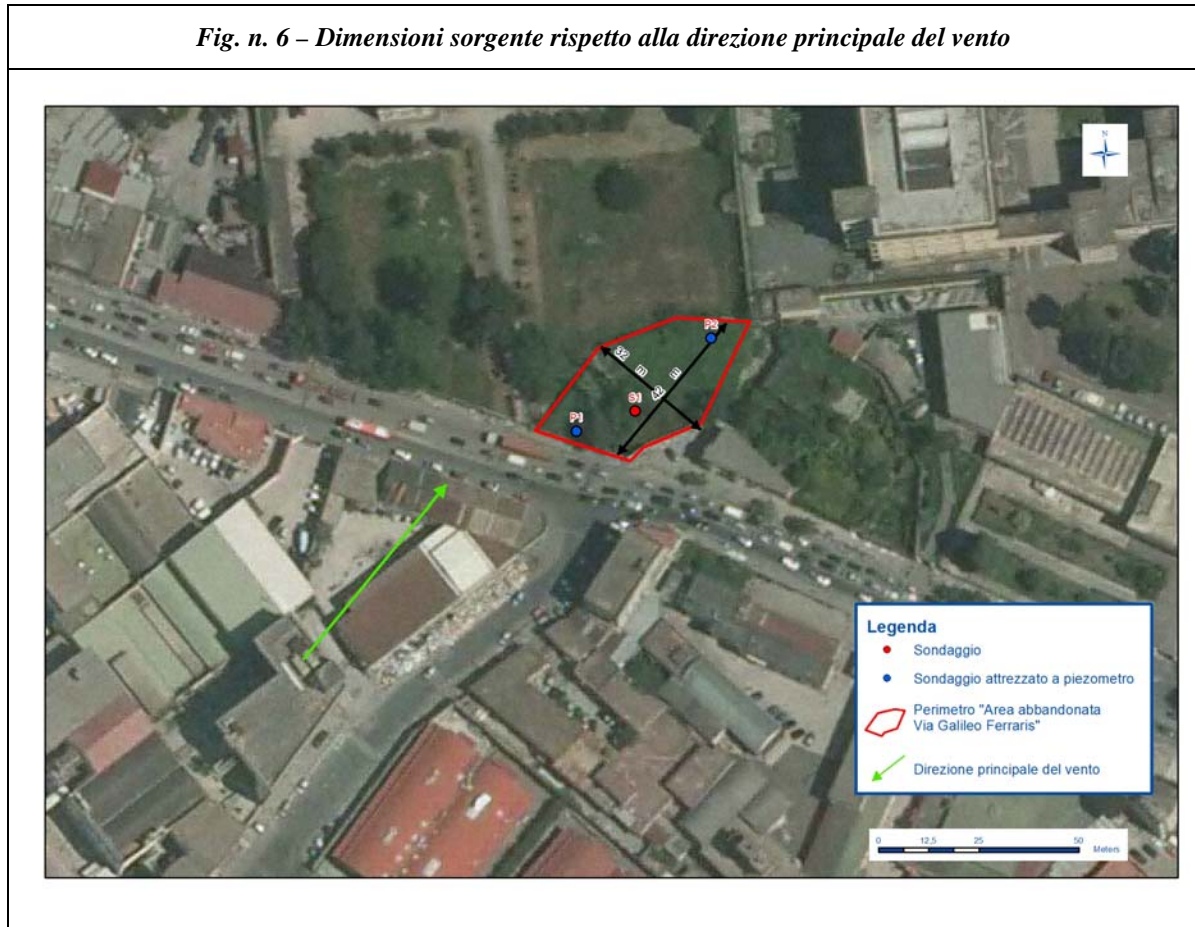 Fig. n. 6 – Dimensioni sorgente rispetto alla direzione principale del vento
N
P2
32 m
42 m
S1
P1
Legenda
Sondaggio
Sondaggio attrezzato a piezometro
Perimetro "Area abbandonata
Via Galileo Ferraris"
Direzione principale del vento
0 12,5 25 50
Meters